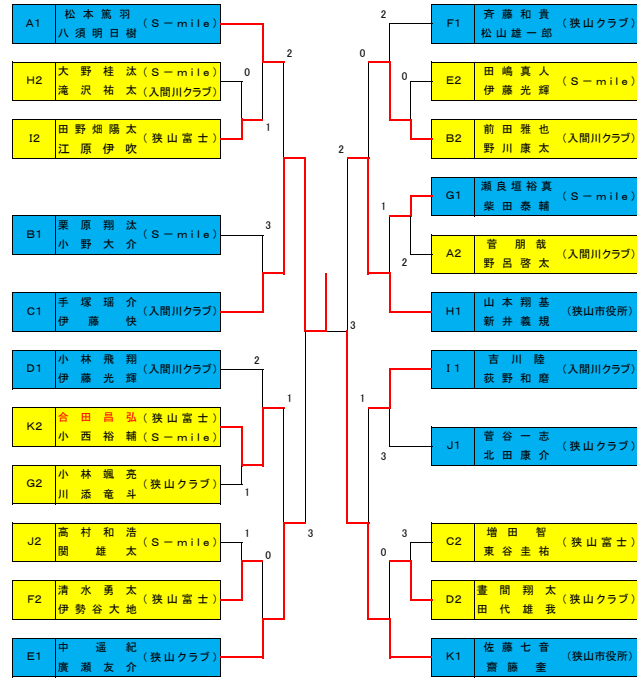 A1 松本篤羽 八須明日樹 (S－mile)
H2 大野桂汰 (S－mile) 滝沢祐太 (入間川クラブ)
I2 田野畑陽太 江原伊吹 (狭山富士)
B1 栗原翔汰 小野大介 (S－mile)
C1 手塚瑶介 伊藤快 (入間川クラブ)
D1 小林飛翔 伊藤光輝 (入間川クラブ)
K2 合田昌弘 (狭山富士) 小西裕輔 (S－mile)
G2 小林颯亮 川添竜斗 (狭山クラブ)
J2 高村和浩 関雄太 (S－mile)
F2 清水勇太 伊勢谷大地 (狭山富士)
E1 中遥紀 廣瀬友介 (狭山クラブ)
2
0
1
3
2
1
1
1
0
3
2
0
0
2
1
2
3
1
3
3
0
F1 斉藤和貴 松山雄一郎 (狭山クラブ)
E2 田嶋真人 伊藤光輝 (S－mile)
B2 前田雅也 野川康太 (入間川クラブ)
G1 瀬良垣裕真 柴田泰輔 (S－mile)
A2 菅朋哉 野呂啓太 (入間川クラブ)
H1 山本翔基 新井義規 (狭山市役所)
I1 吉川陸 荻野和磨 (入間川クラブ)
J1 菅谷一志 北田康介 (狭山クラブ)
C2 増田智 東谷圭祐 (狭山富士)
D2 昼間翔太 田代雄我 (狭山クラブ)
K1 佐藤七音 齋藤奎 (狭山市役所)